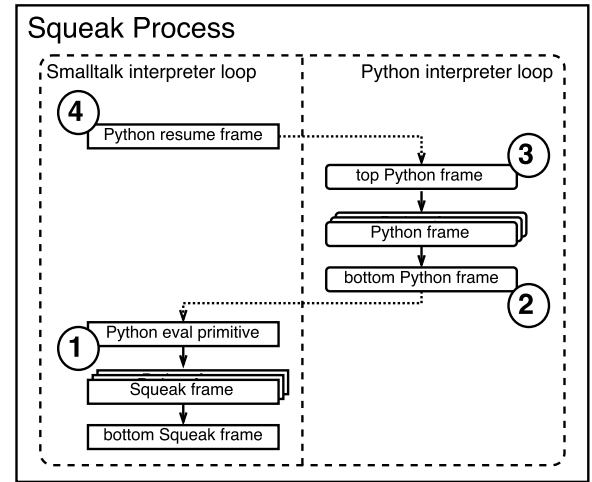 Squeak Process
Smalltalk interpreter loop
Python interpreter loop
4
Python resume frame
3
top Python frame
Python frame
bottom Python frame
2
Python eval primitive
1
Squeak frame
bottom Squeak frame